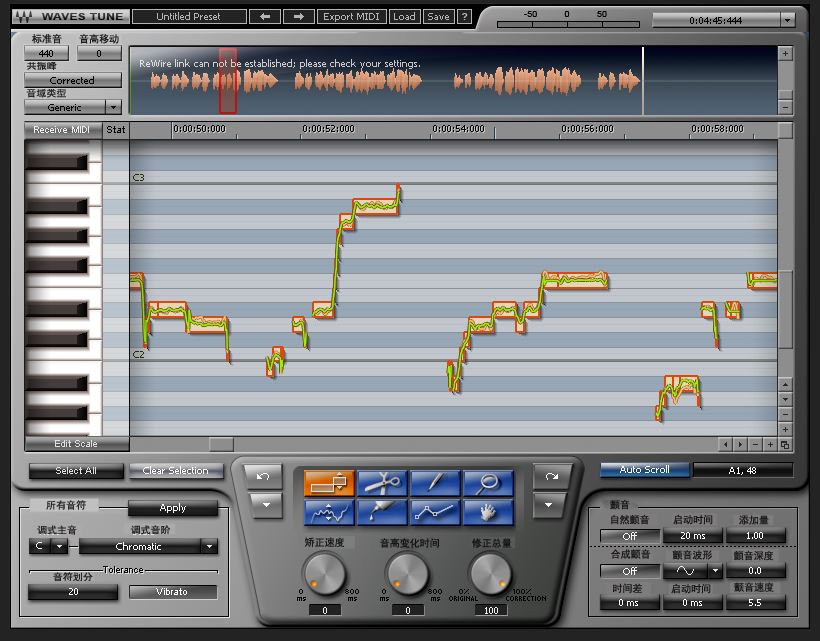 WAVES TUNE Untitled Preset Export MIDI Load Save ? -50 0 50 0:04:45:444
标准音 音高移动
440 0
共振峰
Corrected
音域类型
Generic
ReWire link can not be established; please check your settings.
Receive MIDI Stat 0:00:50:000 0:00:52:000 0:00:54:000 0:00:56:000 0:00:58:000
C3
C2
Edit Scale
Select All Clear Selection Auto Scroll A1, 48
所有音符 Apply
调式主音 调式音阶
C Chromatic
Tolerance
音符划分
20 Vibrato
矫正速度 音高变化时间 修正总量
0 ms 800 ms 0 ms 800 ms 0% ORIGINAL 100% CORRECTION
0 0 100
颤音
自然颤音 启动时间 添加量
Off 20 ms 1.00
合成颤音 颤音波形 颤音深度
Off 0.0
时间差 启动时间 颤音速度
0 ms 0 ms 5.5